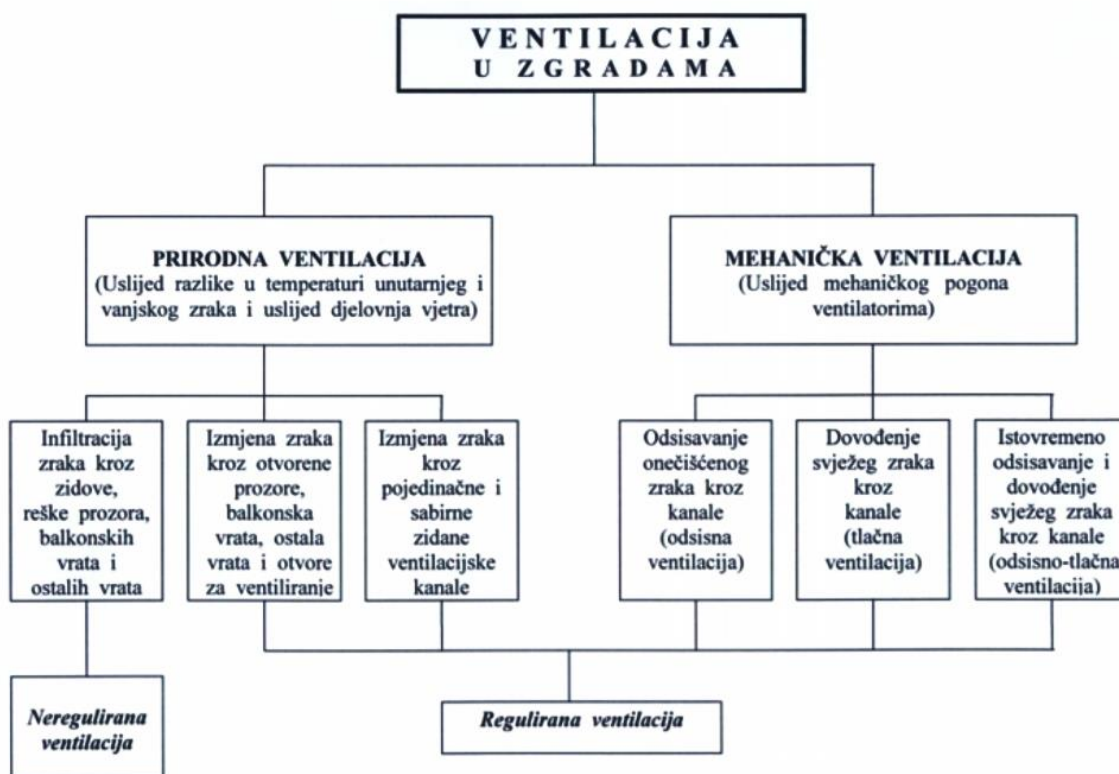 VENTILACIJA
U ZGRADAMA
PRIRODNA VENTILACIJA
(Uslijed razlike u temperaturi unutarnjeg i
vanjskog zraka i uslijed djelovnja vjetra)
MEHANIČKA VENTILACIJA
(Uslijed mehaničkog pogona
ventilatorima)
Infiltracija
zraka kroz
zidove,
reške prozora,
balkonskih
vrata i
ostalih vrata
Izmjena zraka
kroz otvorene
prozore,
balkonska
vrata, ostala
vrata i otvore
za ventiliranje
Izmjena zraka
kroz
pojedinačne i
sabirne
zidane
ventilacijske
kanale
Odsisavanje
onečišćenog
zraka kroz
kanale
(odsisna
ventilacija)
Dovođenje
svježeg zraka
kroz
kanale
(tlačna
ventilacija)
Istovremeno
odsisavanje i
dovođenje
svježeg zraka
kroz kanale
(odsisno-tlačna
ventilacija)
Neregulirana
ventilacija
Regulirana ventilacija